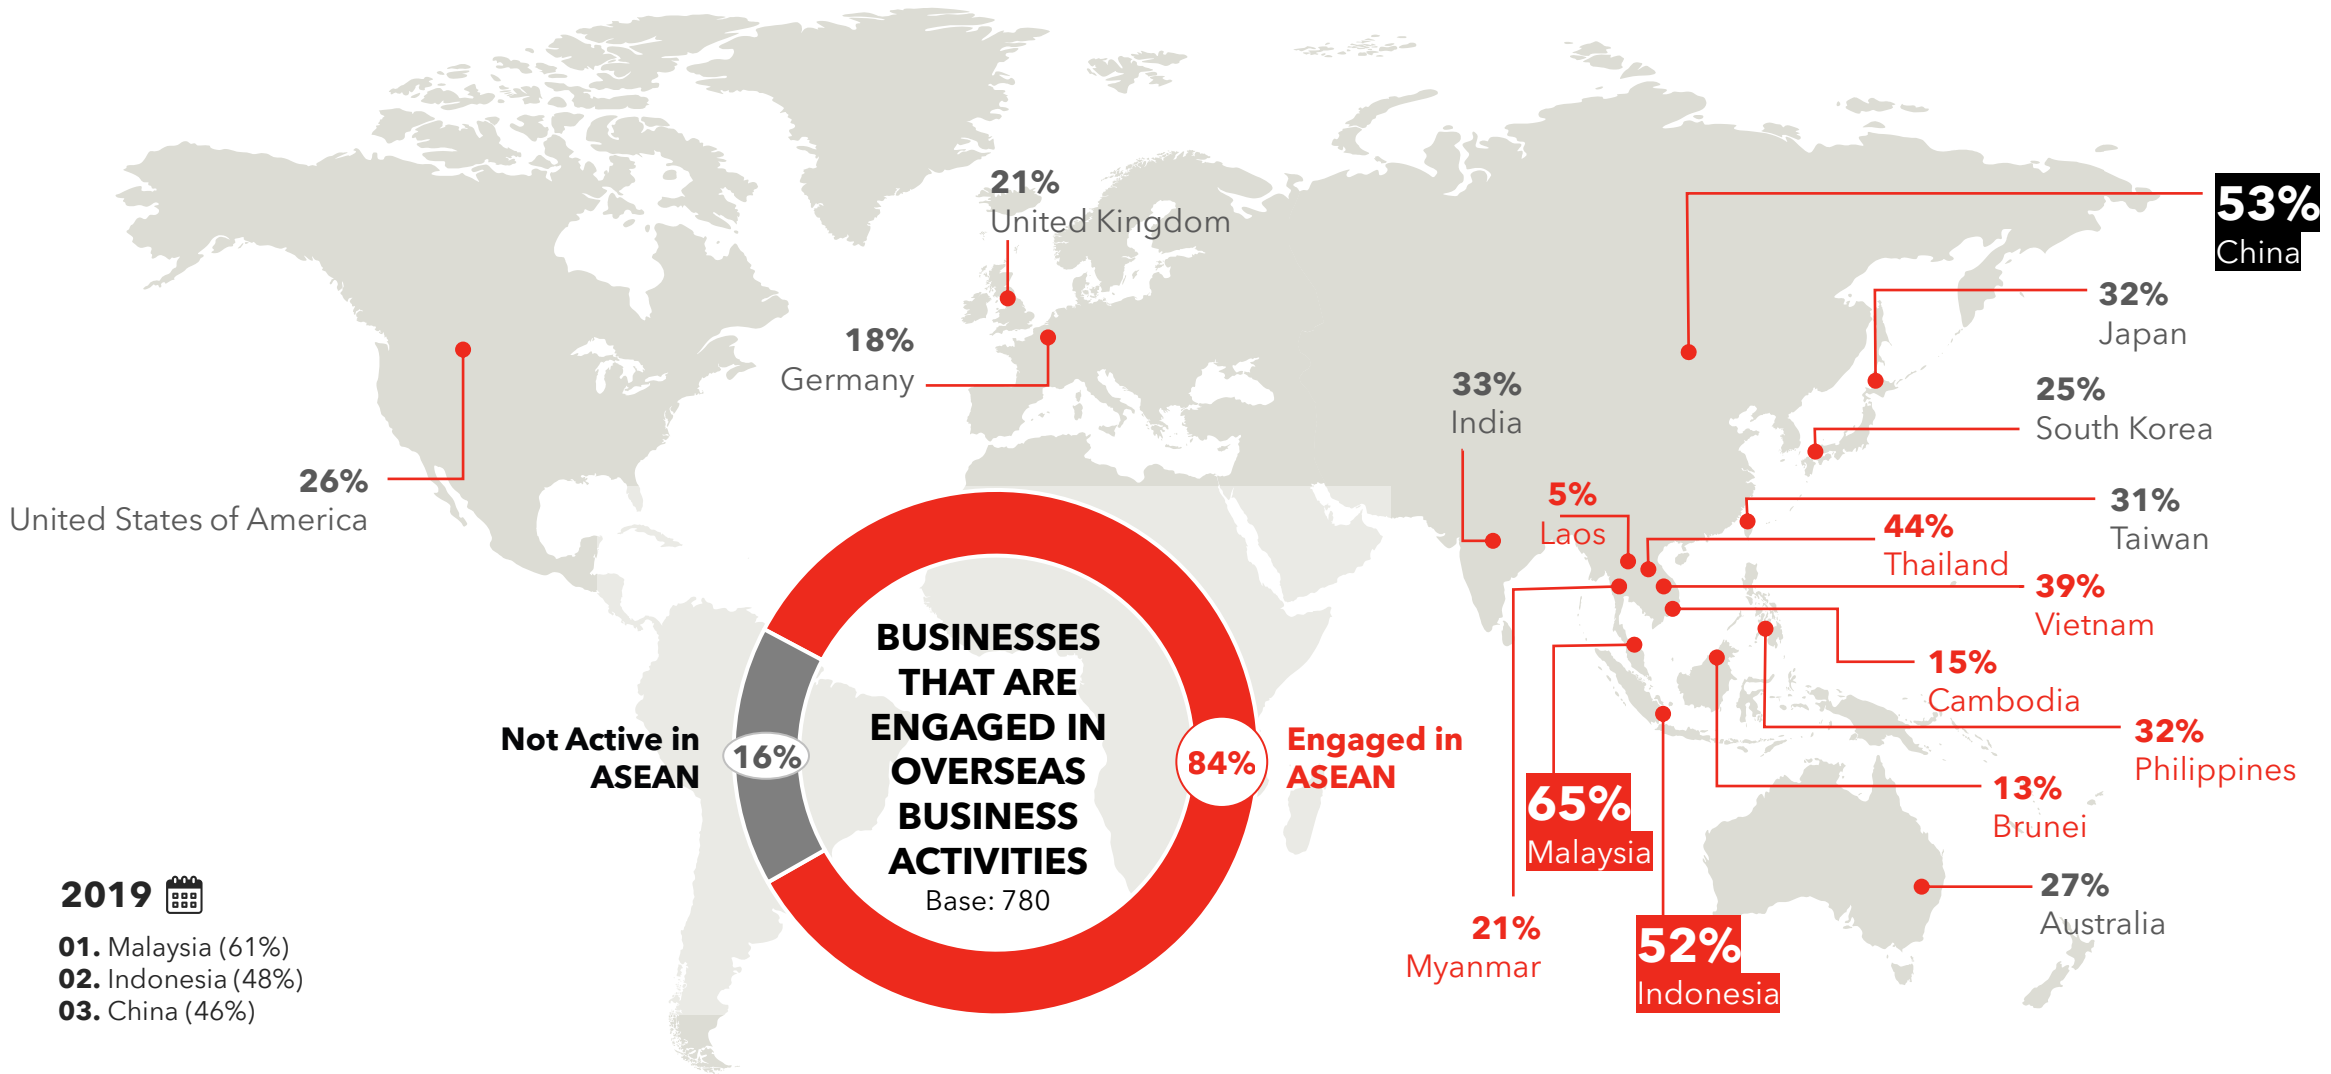 21%
United Kingdom
53%
China
32%
Japan
18%
Germany
33%
India
25%
South Korea
26%
United States of America
5%
Laos
31%
Taiwan
44%
Thailand
39%
Vietnam
15%
Cambodia
32%
Philippines
13%
Brunei
65%
Malaysia
27%
Australia
21%
Myanmar
52%
Indonesia
BUSINESSES
THAT ARE
ENGAGED IN
OVERSEAS
BUSINESS
ACTIVITIES
Base: 780
Not Active in
ASEAN
16%
84%
Engaged in
ASEAN
2019
01. Malaysia (61%)
02. Indonesia (48%)
03. China (46%)